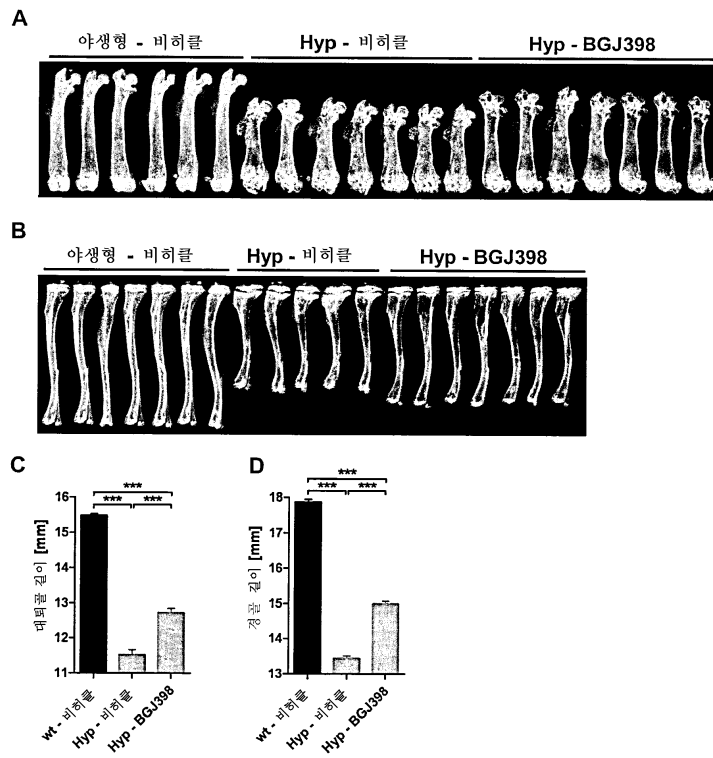 A
야생형 - 비히클
Hyp - 비히클
Hyp - BGJ398
B
야생형 - 비히클
Hyp - 비히클
Hyp - BGJ398
C
***
*** ***
대퇴골 길이 [mm]
16
15
14
13
12
11
wt - 비히클
Hyp - 비히클
Hyp - BGJ398
D
***
*** ***
경골 길이 [mm]
18
17
16
15
14
13
wt - 비히클
Hyp - 비히클
Hyp - BGJ398